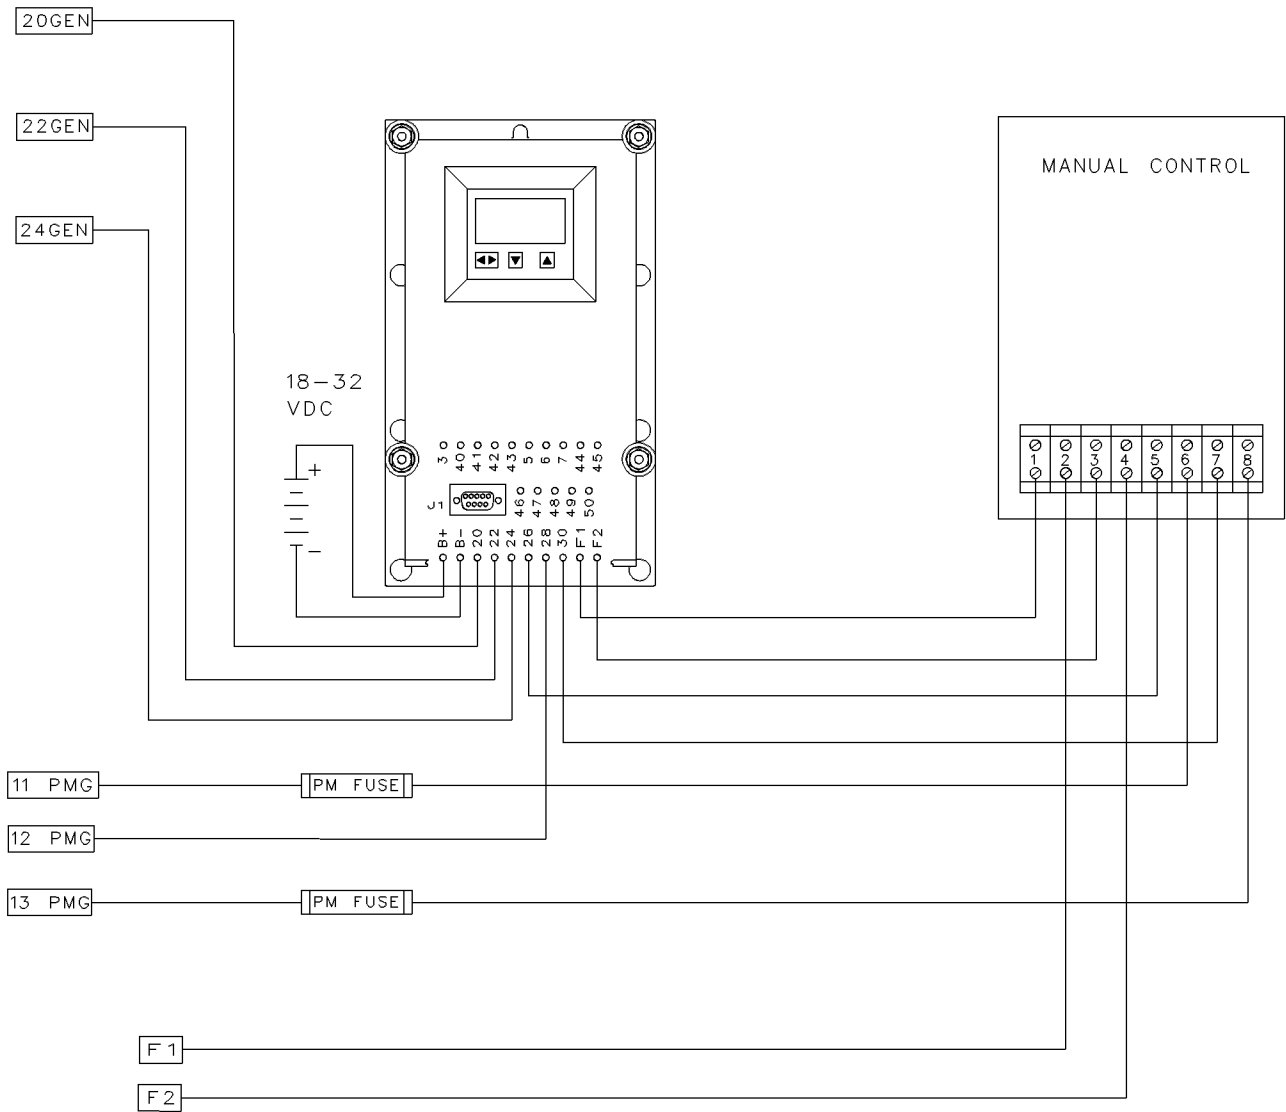 20GEN
22GEN
24GEN
MANUAL CONTROL
18-32
VDC
+
-
3 40 41 42 43 5 6 7 44 45
J1
46 47 48 49 50
B+ B- 20 22 24 26 28 30 F1 F2
1 2 3 4 5 6 7 8
11 PMG
PM FUSE
12 PMG
13 PMG
PM FUSE
F1
F2